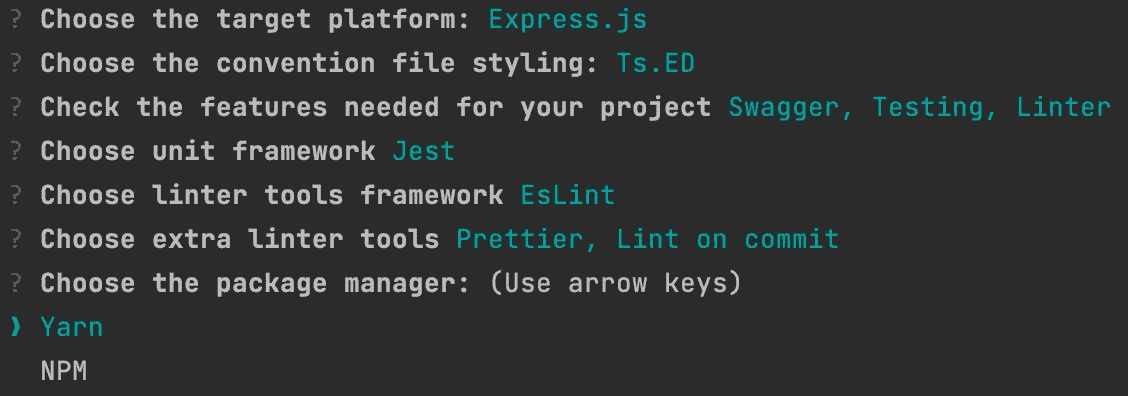 ? Choose the target platform: Express.js
? Choose the convention file styling: Ts.ED
? Check the features needed for your project Swagger, Testing, Linter
? Choose unit framework Jest
? Choose linter tools framework EsLint
? Choose extra linter tools Prettier, Lint on commit
? Choose the package manager: (Use arrow keys)
❯ Yarn
NPM